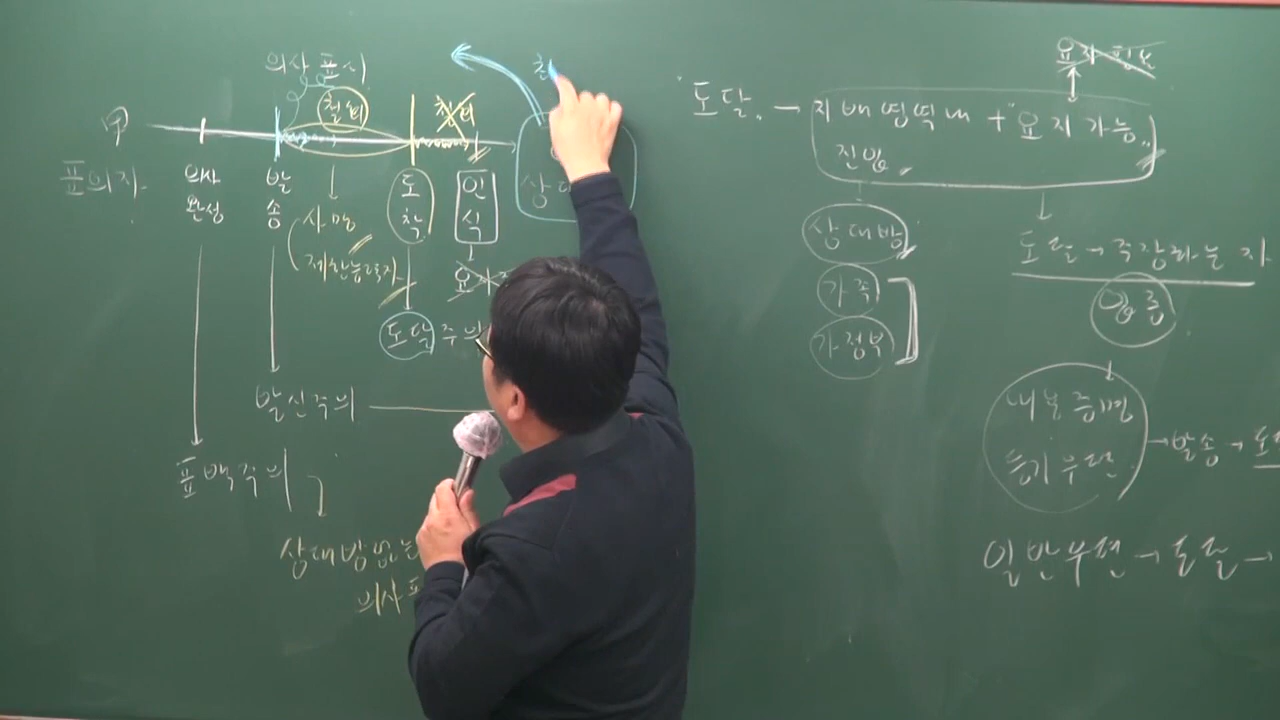 의사표시
철회
甲
표의자
의사
완성
발
송
사망
제한능력자
도
착
인
식
도달주의
발신주의
표백주의
상대방없는
의사표
도달 → 지배영역내 + 요지가능
진입
상대방
가족
가정부
도달 → 주장하는 자
내용증명
등기우편
→ 발송 →
일반우편 → 도달 →